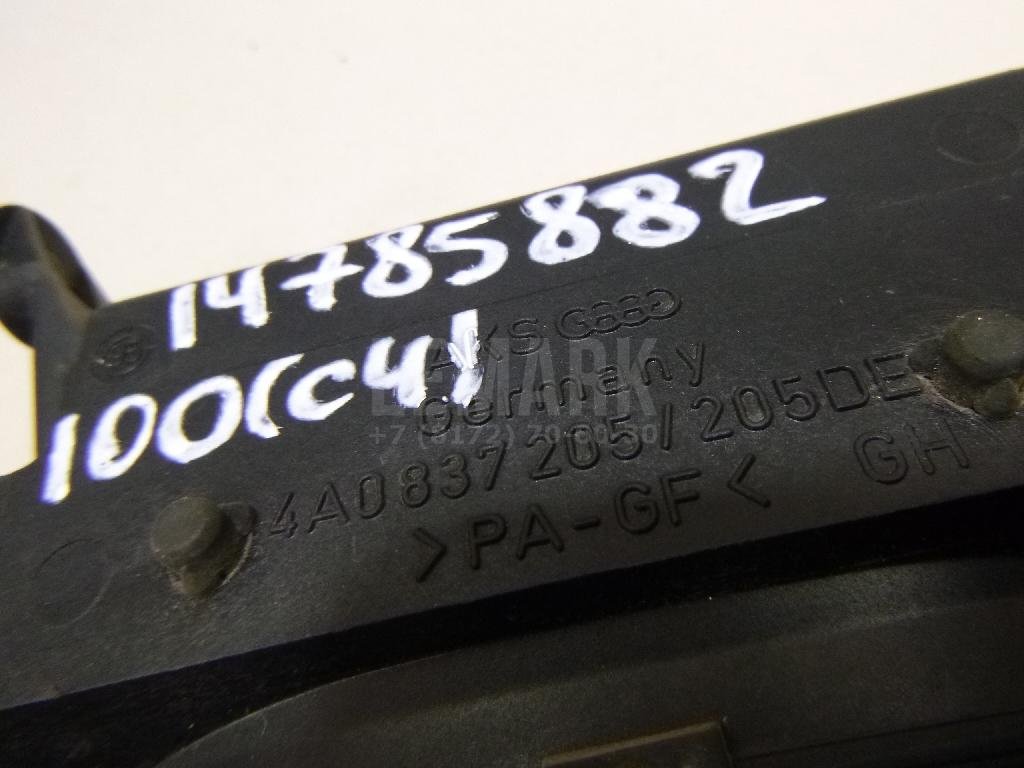 14785882
100(C4)
AKS
Germany
4A0837205/205DE
>PA-GF< GH